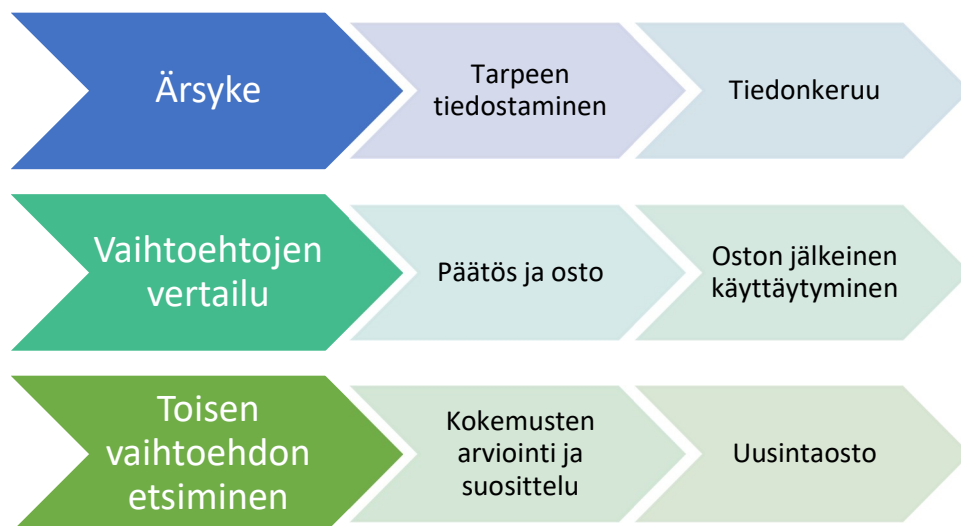 Ärsyke
Tarpeen
tiedostaminen
Tiedonkeruu
Vaihtoehtojen
vertailu
Päätös ja osto
Oston jälkeinen
käyttäytyminen
Toisen
vaihtoehdon
etsiminen
Kokemusten
arviointi ja
suosittelu
Uusintaosto